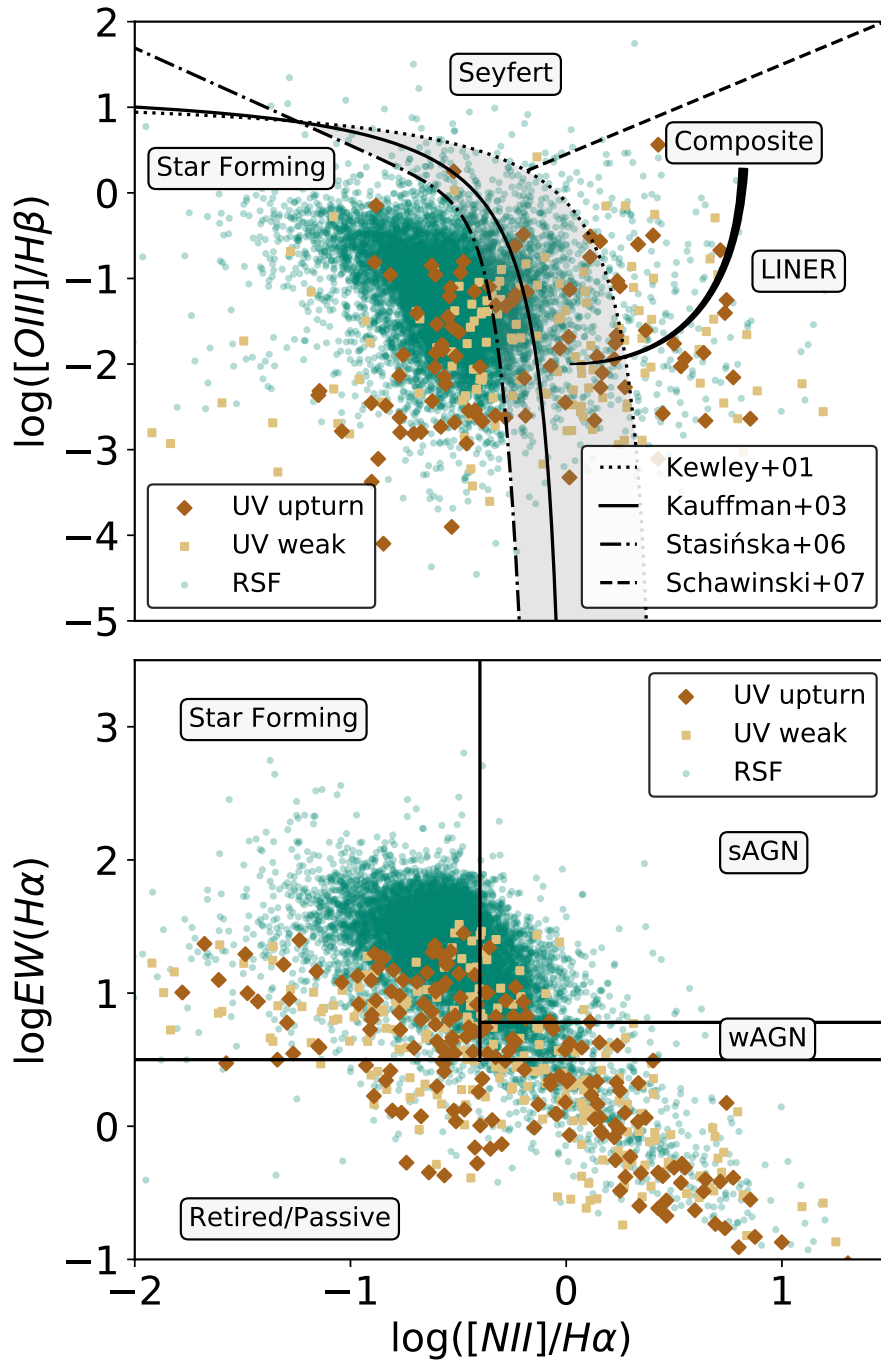 2
1
0
−1
−2
−3
−4
−5
log([OIII]/Hβ)
Seyfert
Star Forming
Composite
LINER
UV upturn
UV weak
RSF
Kewley+01
Kauffman+03
Stasińska+06
Schawinski+07
3
2
1
0
−1
logEW(Hα)
Star Forming
UV upturn
UV weak
RSF
sAGN
wAGN
Retired/Passive
−2
−1
0
1
log([NII]/Hα)